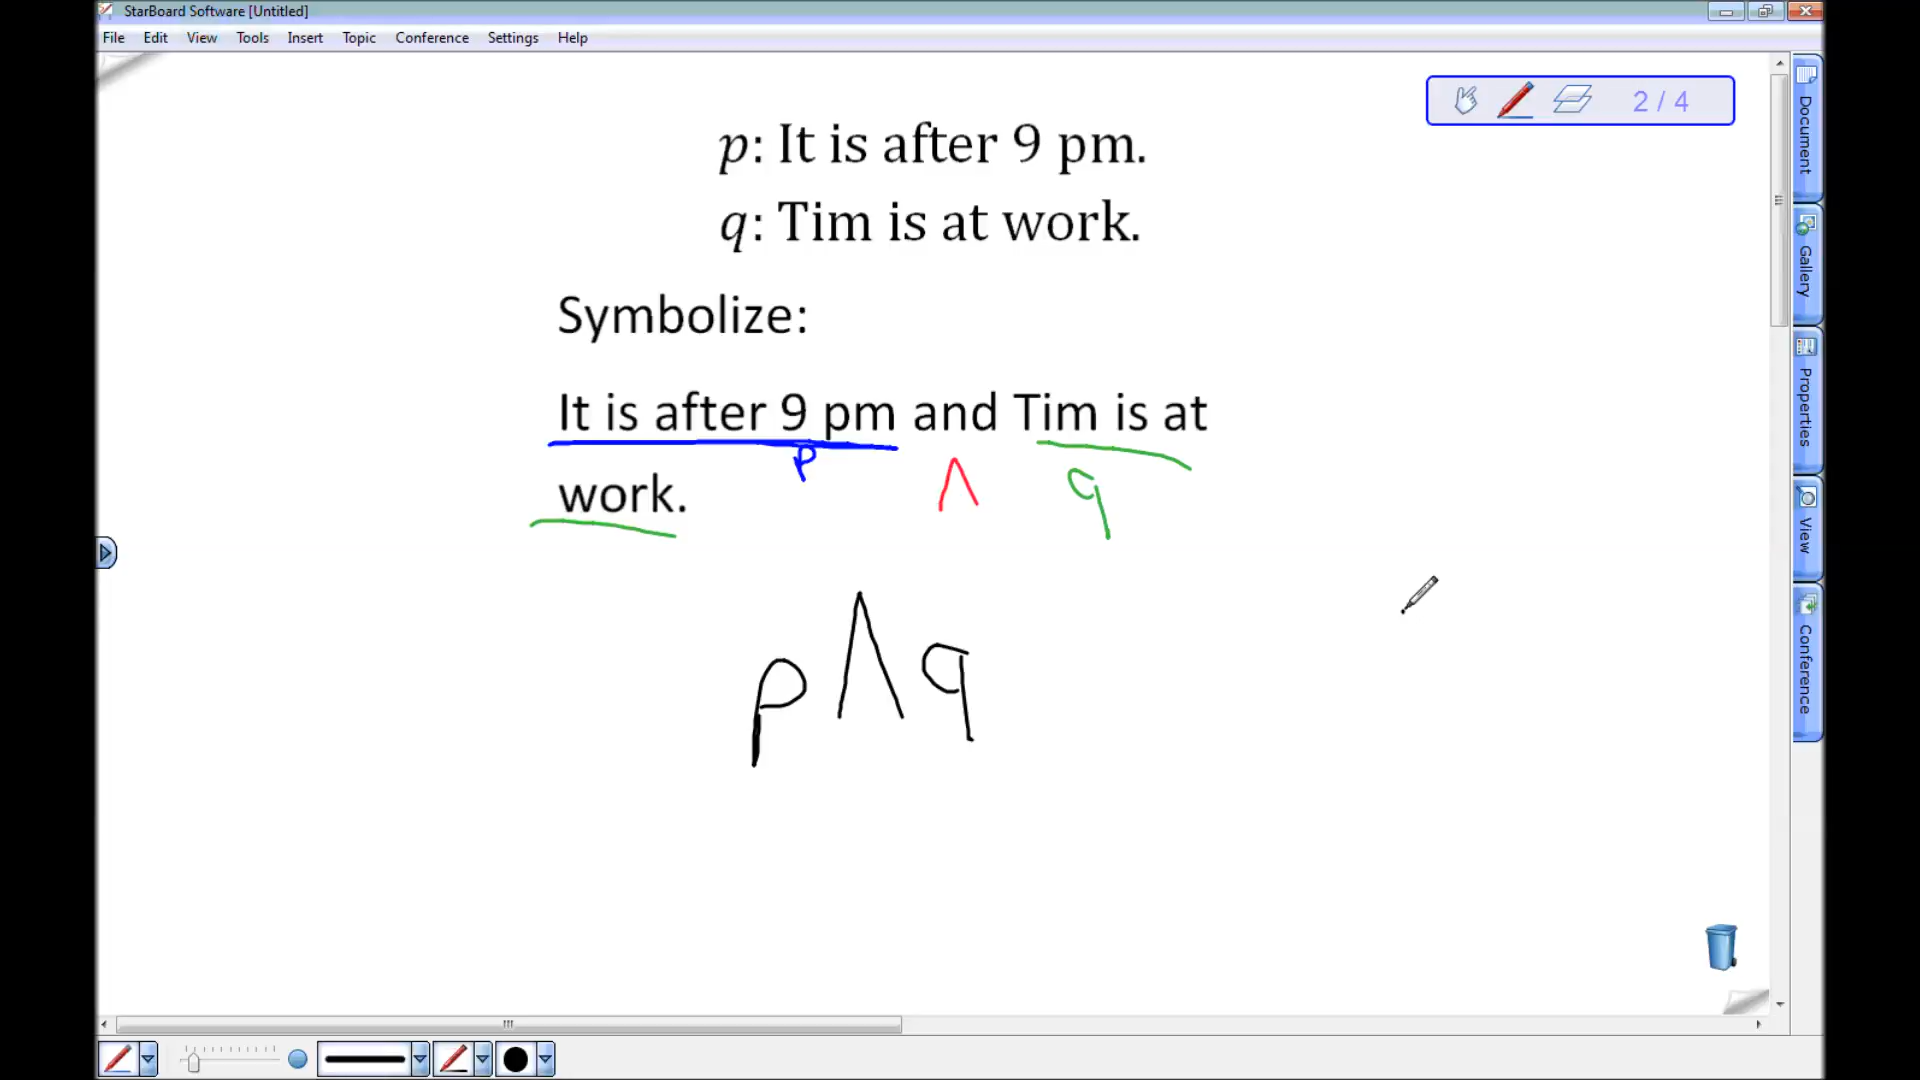 StarBoard Software [Untitled]
File Edit View Tools Insert Topic Conference Settings Help
2 / 4
p: It is after 9 pm.
q: Tim is at work.
Symbolize:
It is after 9 pm and Tim is at
p ∧ q
work.
p ∧ q
Document
Gallery
Properties
View
Conference